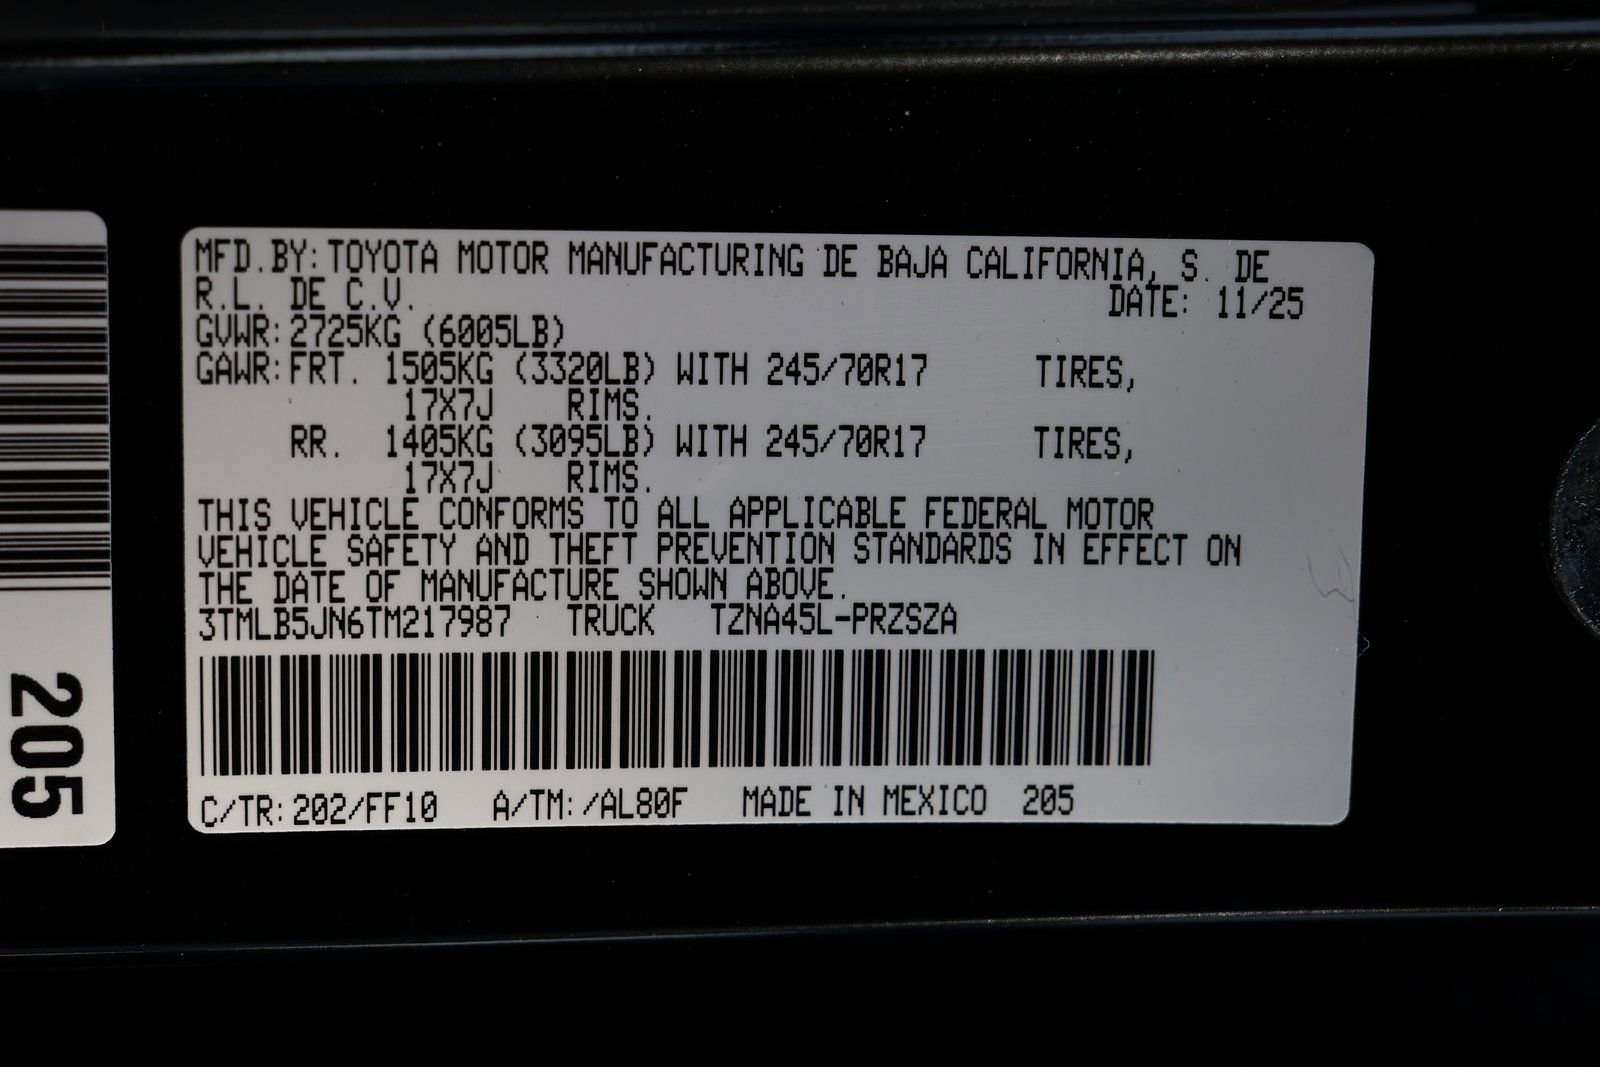 MFD.BY: TOYOTA MOTOR MANUFACTURING DE BAJA CALIFORNIA, S. DE
R.L. DE C.V. DATE: 11/25
GVWR: 2725KG (6005LB)
GAWR: FRT. 1505KG (3320LB) WITH 245/70R17 TIRES,
17X7J RIMS.
RR. 1405KG (3095LB) WITH 245/70R17 TIRES,
17X7J RIMS.
THIS VEHICLE CONFORMS TO ALL APPLICABLE FEDERAL MOTOR
VEHICLE SAFETY AND THEFT PREVENTION STANDARDS IN EFFECT ON
THE DATE OF MANUFACTURE SHOWN ABOVE.
3TMLB5JN6TM217987 TRUCK TZNA45L-PRZSZA
C/TR: 202/FF10 A/TM: /AL80F MADE IN MEXICO 205
205